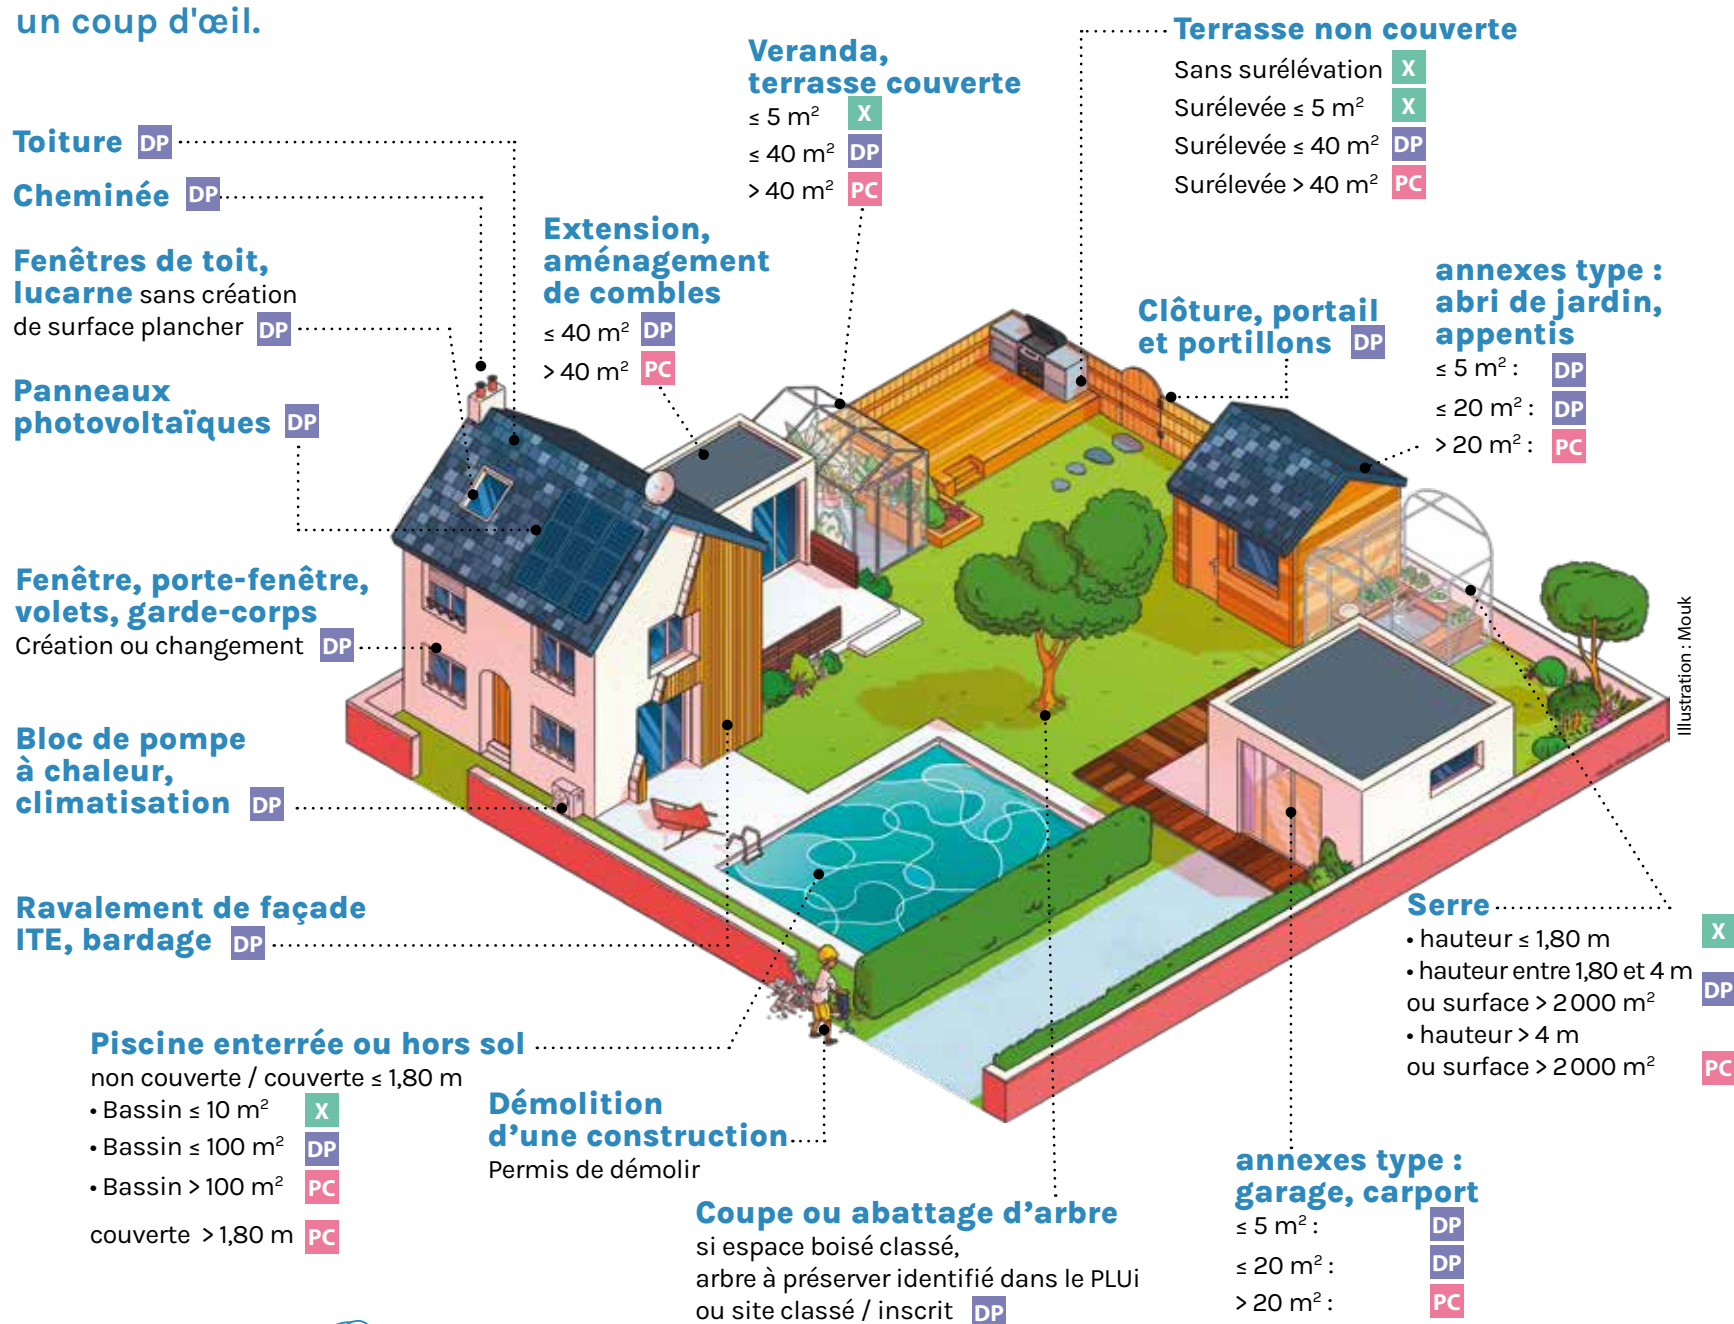 un coup d'œil.
Toiture DP
Cheminée DP
Fenêtres de toit,
lucarne sans création
de surface plancher DP
Panneaux
photovoltaïques DP
Fenêtre, porte-fenêtre,
volets, garde-corps
Création ou changement DP
Bloc de pompe
à chaleur,
climatisation DP
Ravalement de façade
ITE, bardage DP
Piscine enterrée ou hors sol
non couverte / couverte ≤ 1,80 m
• Bassin ≤ 10 m² X
• Bassin ≤ 100 m² DP
• Bassin > 100 m² PC
couverte > 1,80 m PC
Extension,
aménagement
de combles
≤ 40 m² DP
> 40 m² PC
Veranda,
terrasse couverte
≤ 5 m² X
≤ 40 m² DP
> 40 m² PC
Terrasse non couverte
Sans surélévation X
Surélevée ≤ 5 m² X
Surélevée ≤ 40 m² DP
Surélevée > 40 m² PC
Clôture, portail
et portillons DP
annexes type :
abri de jardin,
appentis
≤ 5 m² : DP
≤ 20 m² : DP
> 20 m² : PC
Illustration : Mouk
Serre
• hauteur ≤ 1,80 m X
• hauteur entre 1,80 et 4 m
ou surface > 2 000 m² DP
• hauteur > 4 m
ou surface > 2 000 m² PC
Démolition
d’une construction
Permis de démolir
Coupe ou abattage d’arbre
si espace boisé classé,
arbre à préserver identifié dans le PLUi
ou site classé / inscrit DP
annexes type :
garage, carport
≤ 5 m² : DP
≤ 20 m² : DP
> 20 m² : PC